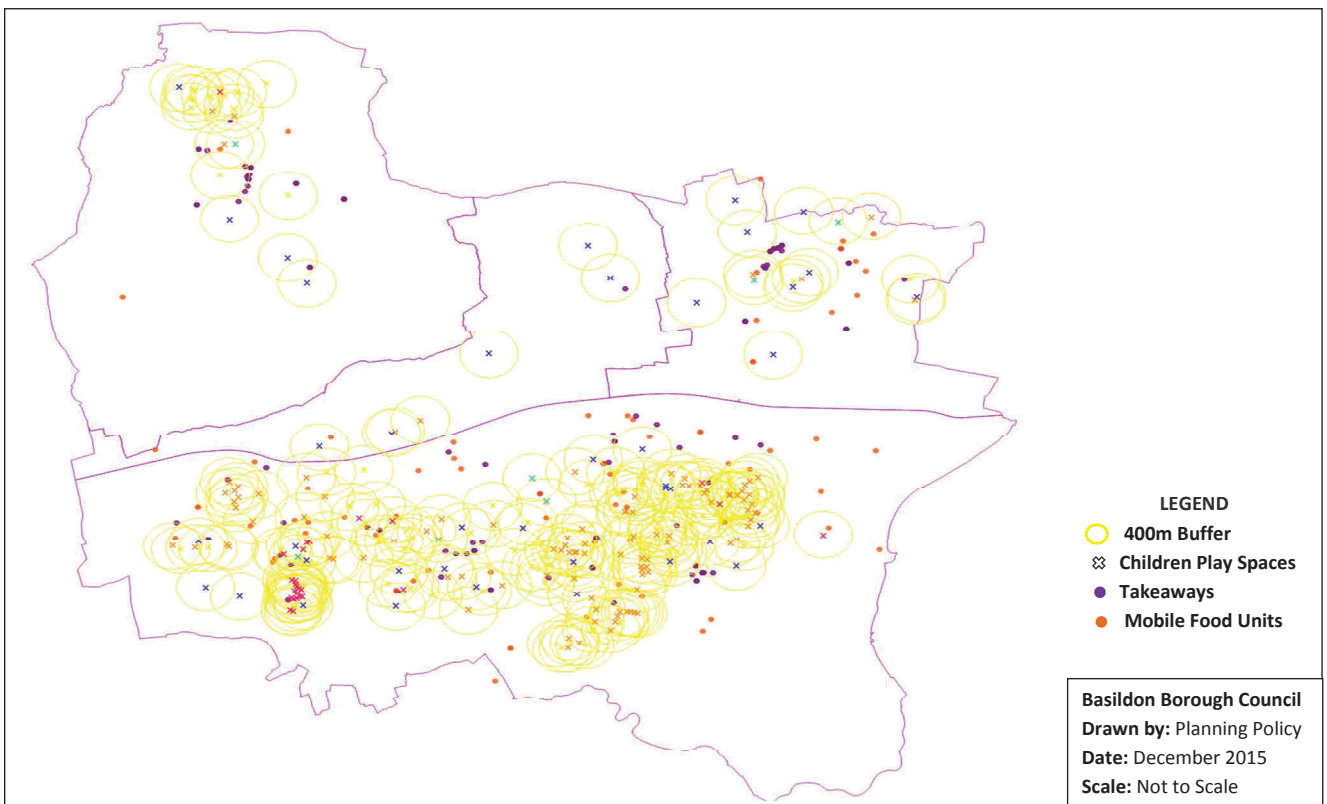 LEGEND
400m Buffer
Children Play Spaces
Takeaways
Mobile Food Units
Basildon Borough Council
Drawn by: Planning Policy
Date: December 2015
Scale: Not to Scale